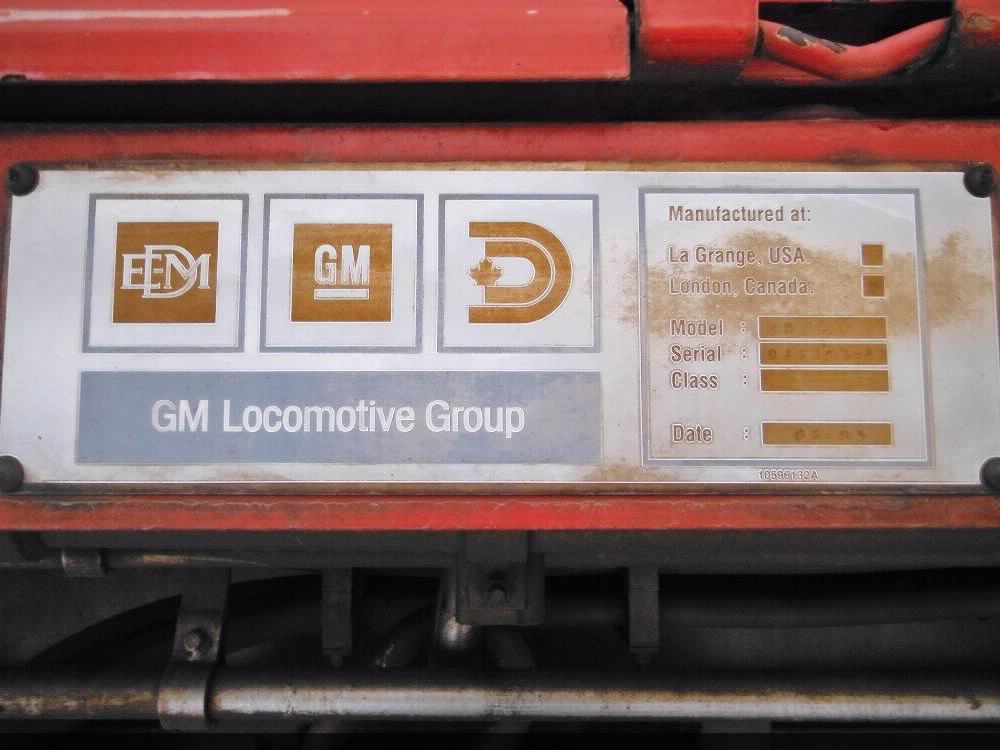 EMD
GM
GM Locomotive Group
Manufactured at:
La Grange, USA.
London, Canada.
Model :
Serial :
Class :
Date :
10596132A